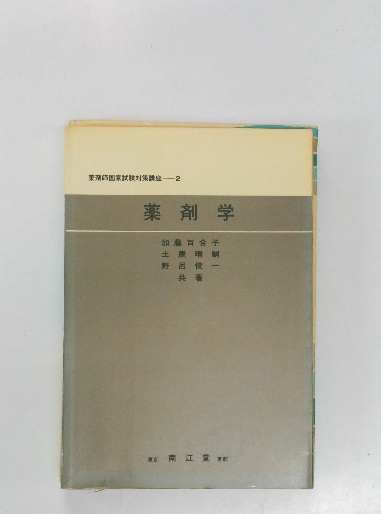 薬剤師国家試験対策講座―2
薬剤学
加藤百合子
土屋晴嗣
野呂俊一
共著
東京 南江堂 京都